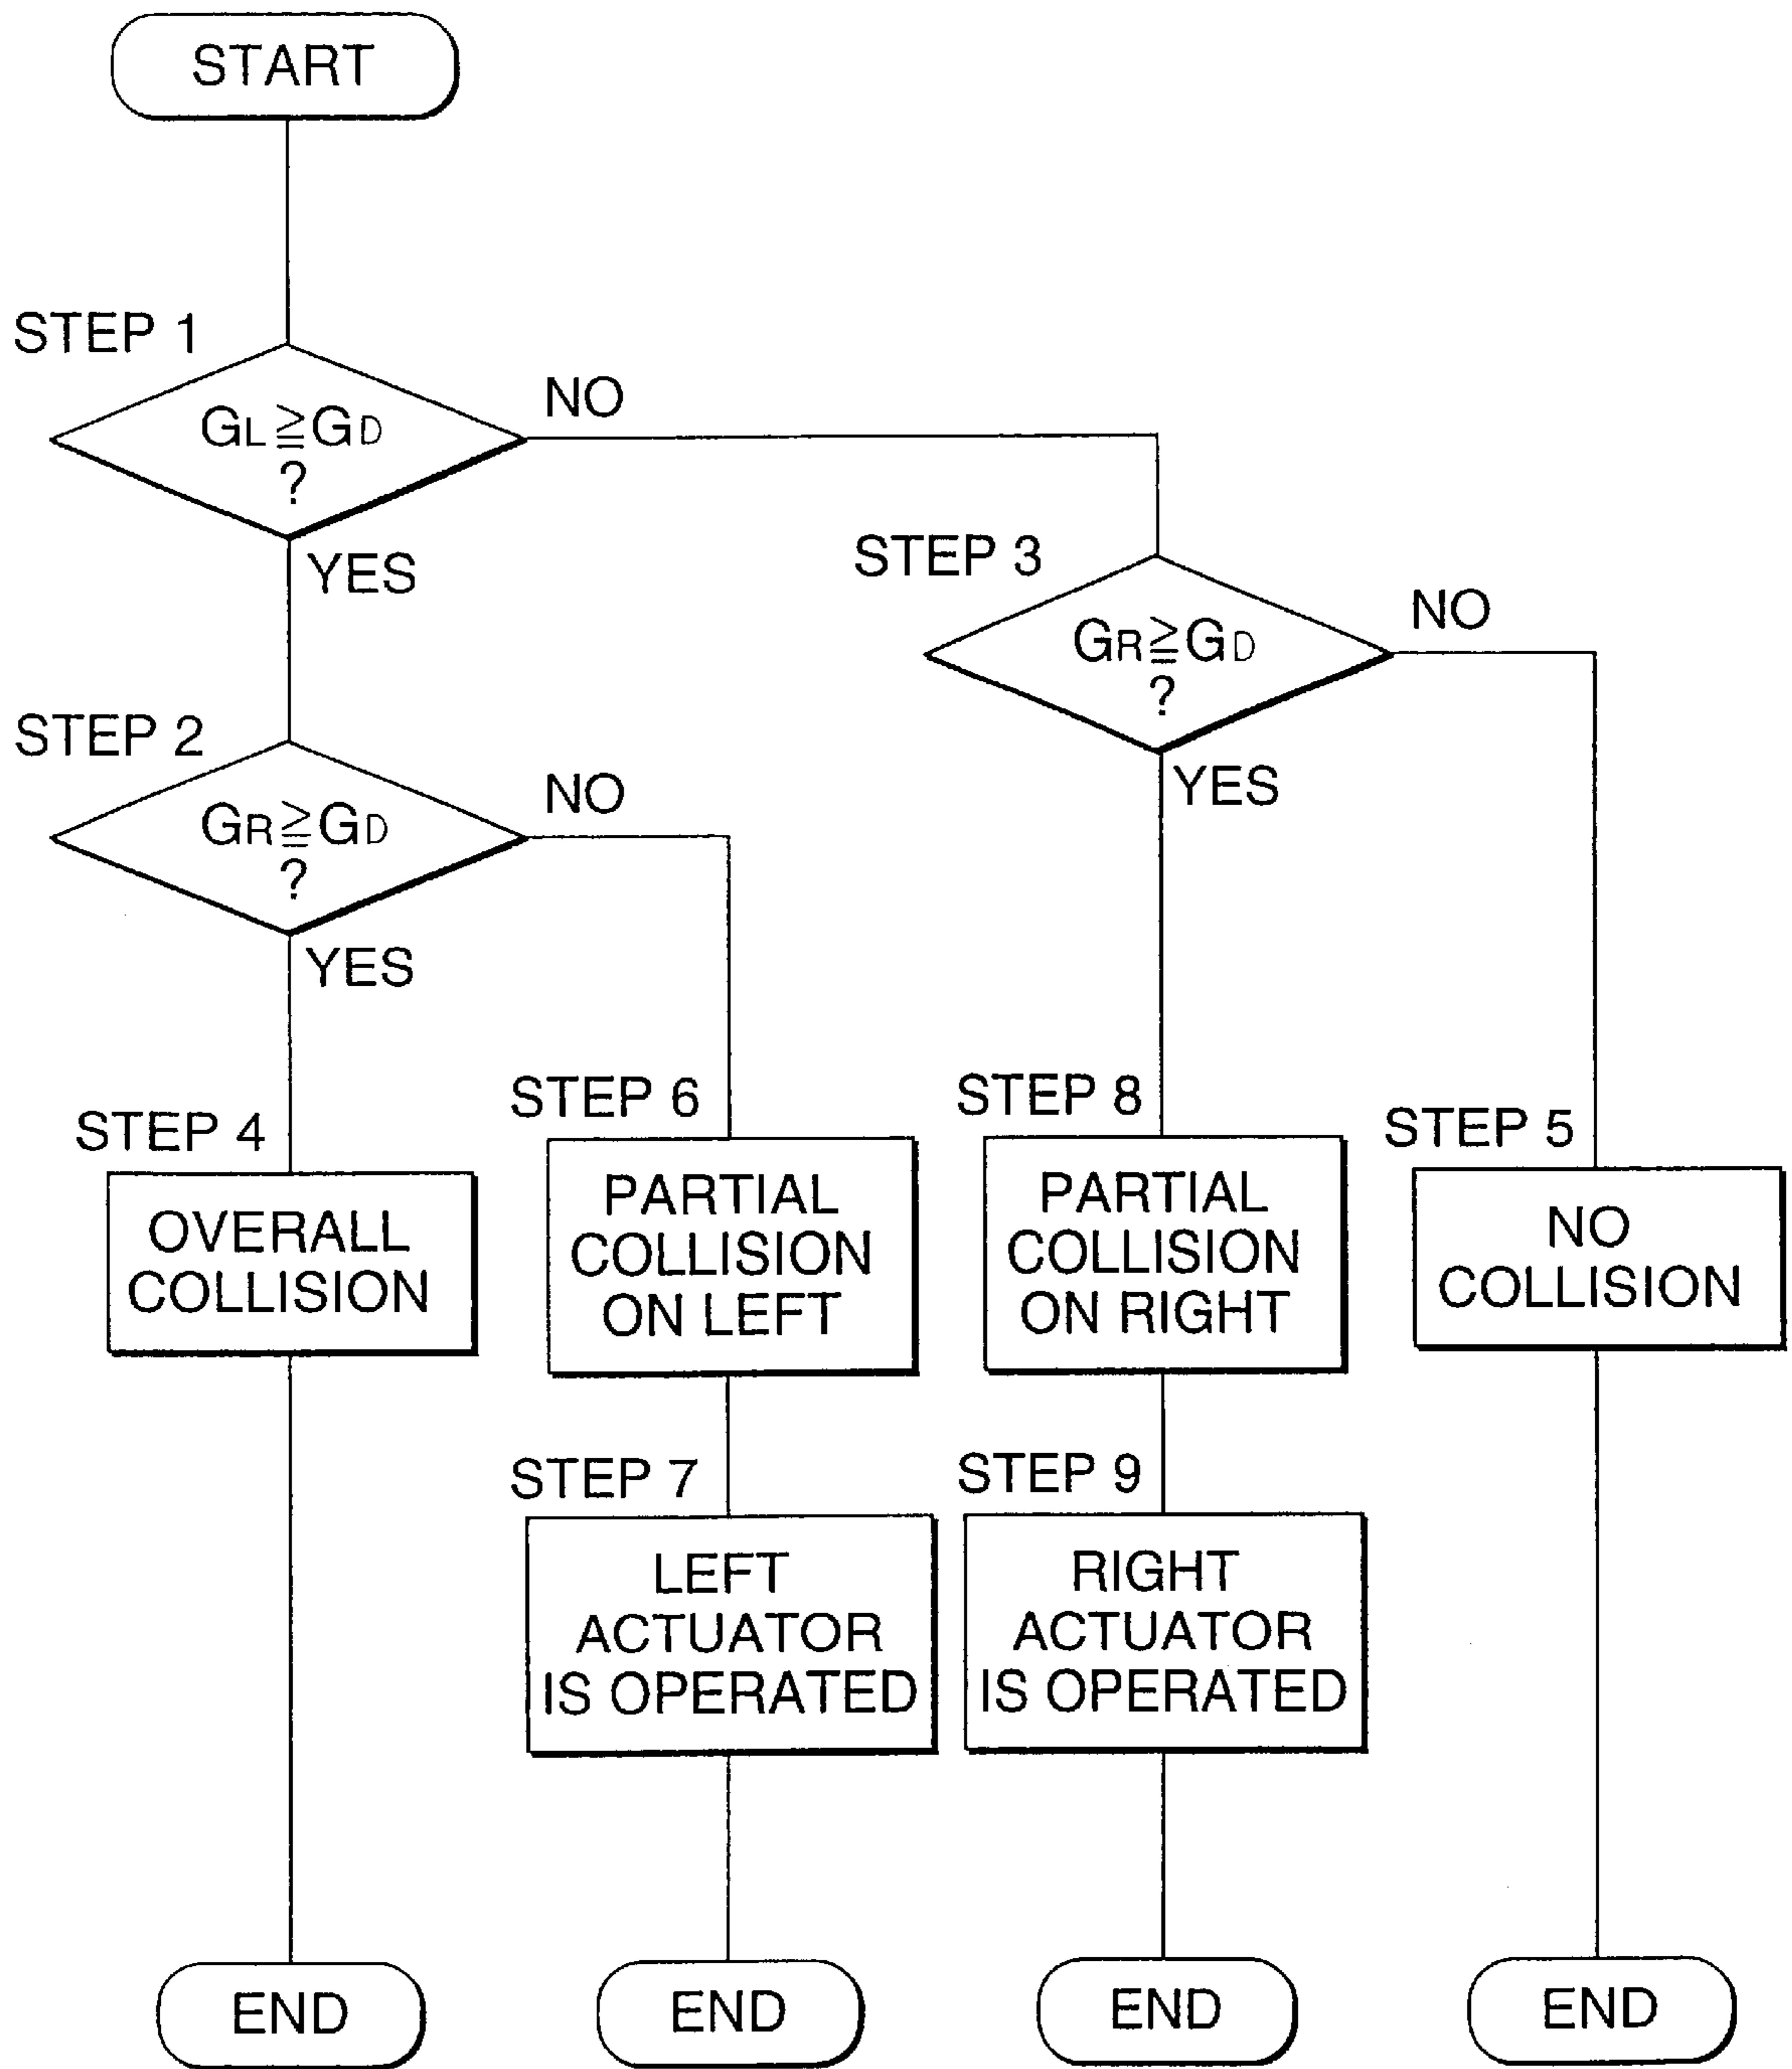 START
STEP 1
GL≧GD
?
NO
YES
STEP 2
GR≧GD
?
NO
YES
STEP 3
GR≧GD
?
NO
YES
STEP 4
OVERALL
COLLISION
END
STEP 6
PARTIAL
COLLISION
ON LEFT
STEP 7
LEFT
ACTUATOR
IS OPERATED
END
STEP 8
PARTIAL
COLLISION
ON RIGHT
STEP 9
RIGHT
ACTUATOR
IS OPERATED
END
STEP 5
NO
COLLISION
END